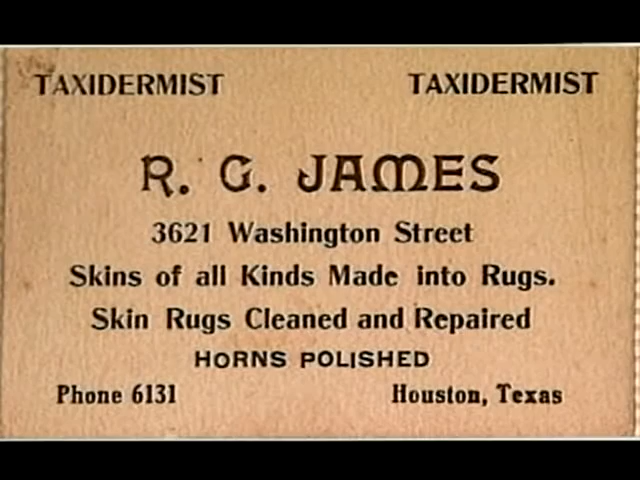 TAXIDERMIST TAXIDERMIST
R. G. JAMES
3621 Washington Street
Skins of all Kinds Made into Rugs.
Skin Rugs Cleaned and Repaired
HORNS POLISHED
Phone 6131 Houston, Texas